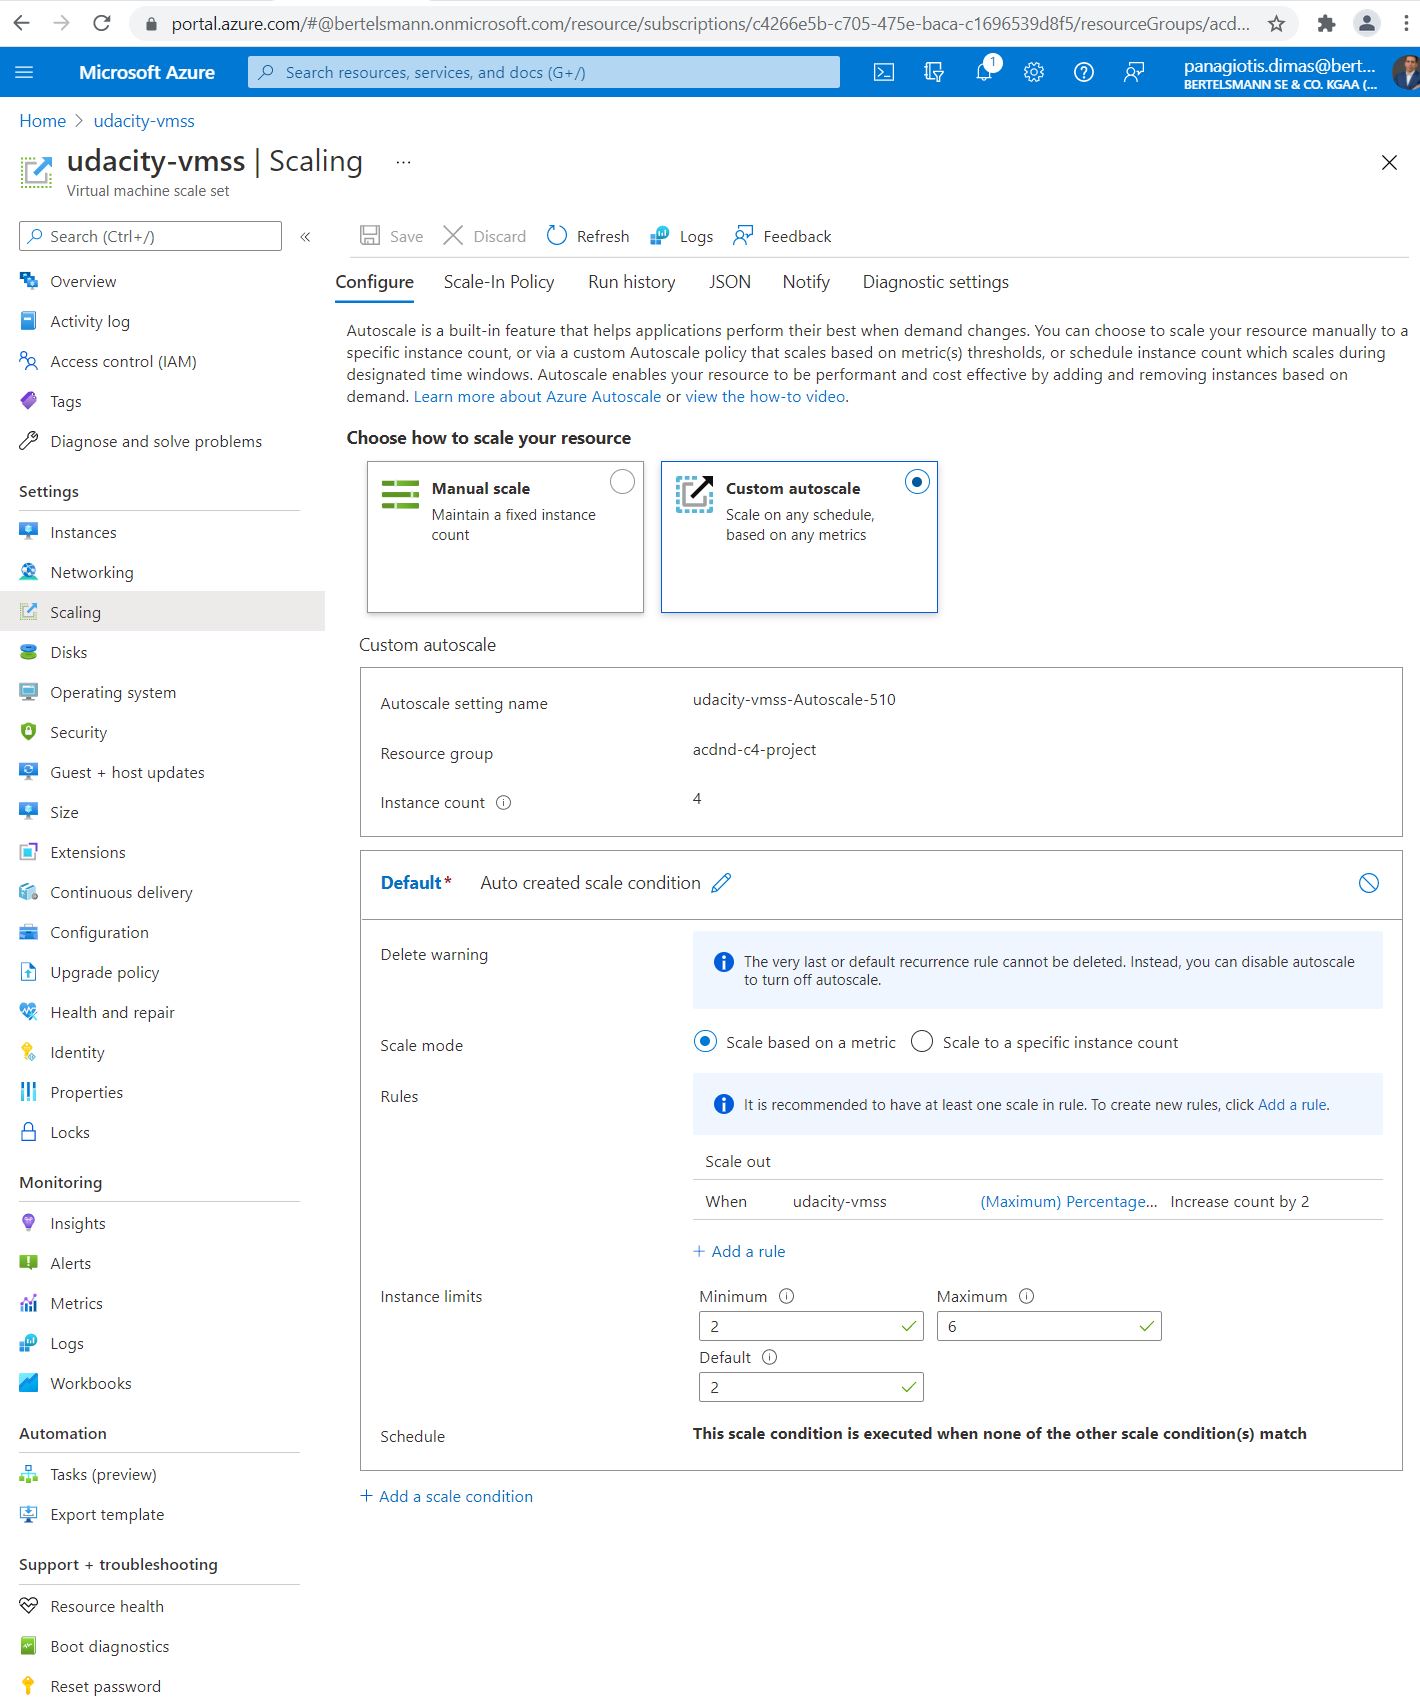 portal.azure.com/#@bertelsmann.onmicrosoft.com/resource/subscriptions/c4266e5b-c705-475e-baca-c1696539d8f5/resourceGroups/acd...
Microsoft Azure
Search resources, services, and docs (G+/)
1
panagiotis.dimas@bert...
BERTELSMANN SE & CO. KGAA (...
Home > udacity-vmss
udacity-vmss | Scaling ...
Virtual machine scale set
Search (Ctrl+/)
«
Overview
Activity log
Access control (IAM)
Tags
Diagnose and solve problems
Settings
Instances
Networking
Scaling
Disks
Operating system
Security
Guest + host updates
Size
Extensions
Continuous delivery
Configuration
Upgrade policy
Health and repair
Identity
Properties
Locks
Monitoring
Insights
Alerts
Metrics
Logs
Workbooks
Automation
Tasks (preview)
Export template
Support + troubleshooting
Resource health
Boot diagnostics
Reset password
Save Discard Refresh Logs Feedback
Configure Scale-In Policy Run history JSON Notify Diagnostic settings
Autoscale is a built-in feature that helps applications perform their best when demand changes. You can choose to scale your resource manually to a
specific instance count, or via a custom Autoscale policy that scales based on metric(s) thresholds, or schedule instance count which scales during
designated time windows. Autoscale enables your resource to be performant and cost effective by adding and removing instances based on
demand. Learn more about Azure Autoscale or view the how-to video.
Choose how to scale your resource
Manual scale
Maintain a fixed instance
count
Custom autoscale
Scale on any schedule,
based on any metrics
Custom autoscale
Autoscale setting name udacity-vmss-Autoscale-510
Resource group acdnd-c4-project
Instance count 4
Default* Auto created scale condition
Delete warning
The very last or default recurrence rule cannot be deleted. Instead, you can disable autoscale
to turn off autoscale.
Scale mode Scale based on a metric Scale to a specific instance count
Rules
It is recommended to have at least one scale in rule. To create new rules, click Add a rule.
Scale out
When udacity-vmss (Maximum) Percentage... Increase count by 2
+ Add a rule
Instance limits
Minimum Maximum
2 6
Default
2
Schedule This scale condition is executed when none of the other scale condition(s) match
+ Add a scale condition